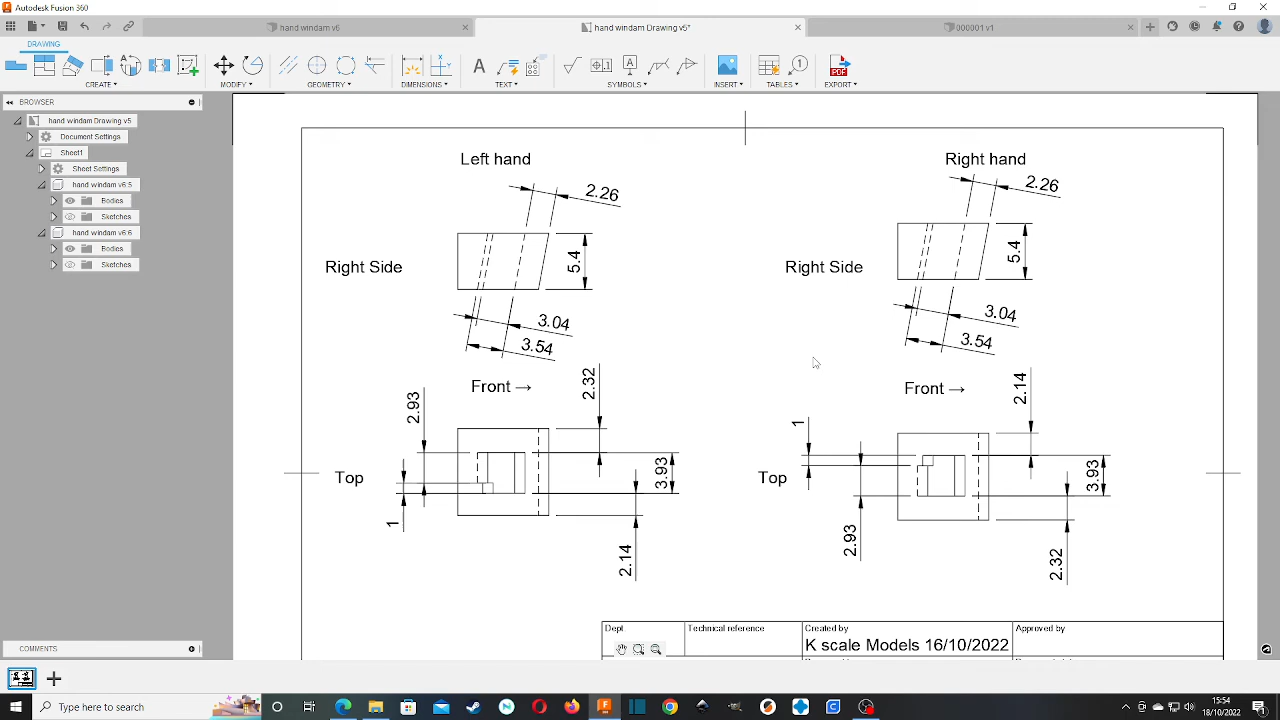 Autodesk Fusion 360
hand windam v6
hand windam Drawing v5*
000001 v1
DRAWING
CREATE
MODIFY
GEOMETRY
DIMENSIONS
TEXT
SYMBOLS
INSERT
TABLES
EXPORT
BROWSER
hand windam Drawing v5
Document Settings
Sheet1
Sheet Settings
hand windam v6:5
Bodies
Sketches
hand windam v6:6
Bodies
Sketches
Left hand
2.26
5.4
Right Side
3.04
3.54
Front →
2.32
2.93
3.93
Top
1
2.14
Right hand
2.26
5.4
Right Side
3.04
3.54
Front →
2.14
1
3.93
Top
2.93
2.32
Dept.
Technical reference
Created by
Approved by
K scale Models 16/10/2022
COMMENTS
Type here to search
15:54
18/10/2022